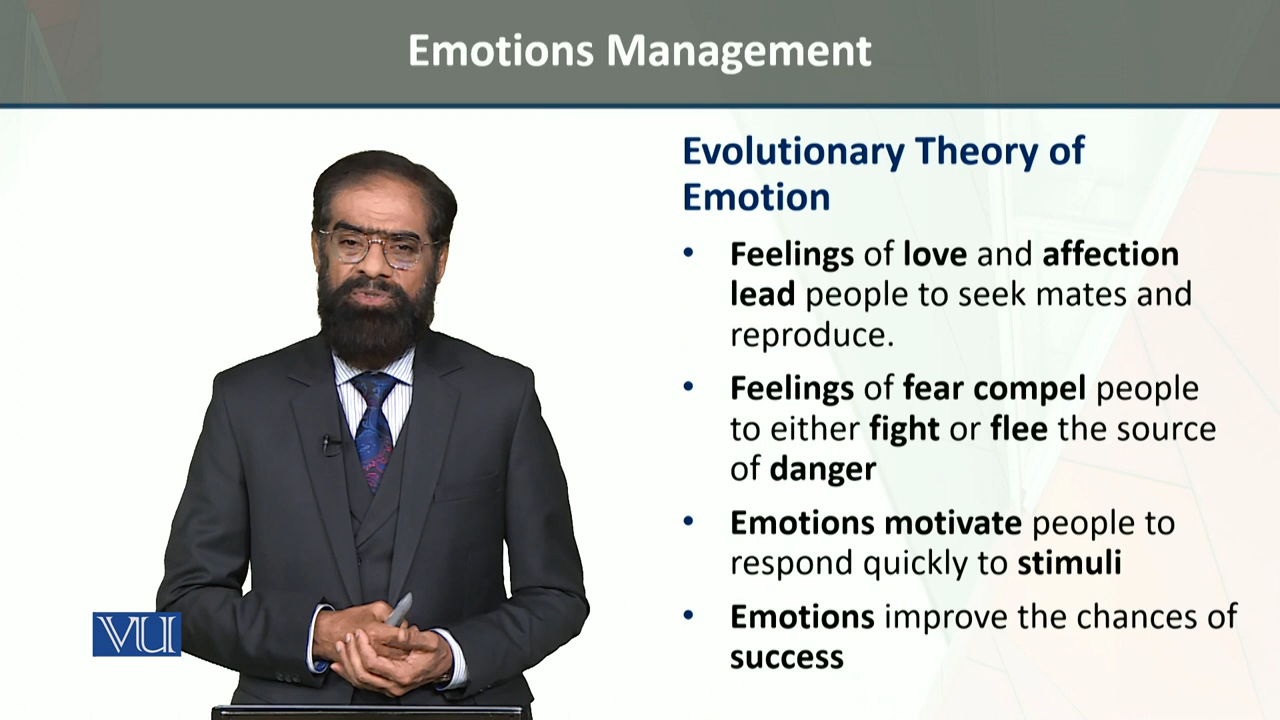 Emotions Management
Evolutionary Theory of
Emotion
• Feelings of love and affection
lead people to seek mates and
reproduce.
• Feelings of fear compel people
to either fight or flee the source
of danger
• Emotions motivate people to
respond quickly to stimuli
• Emotions improve the chances of
success
VU